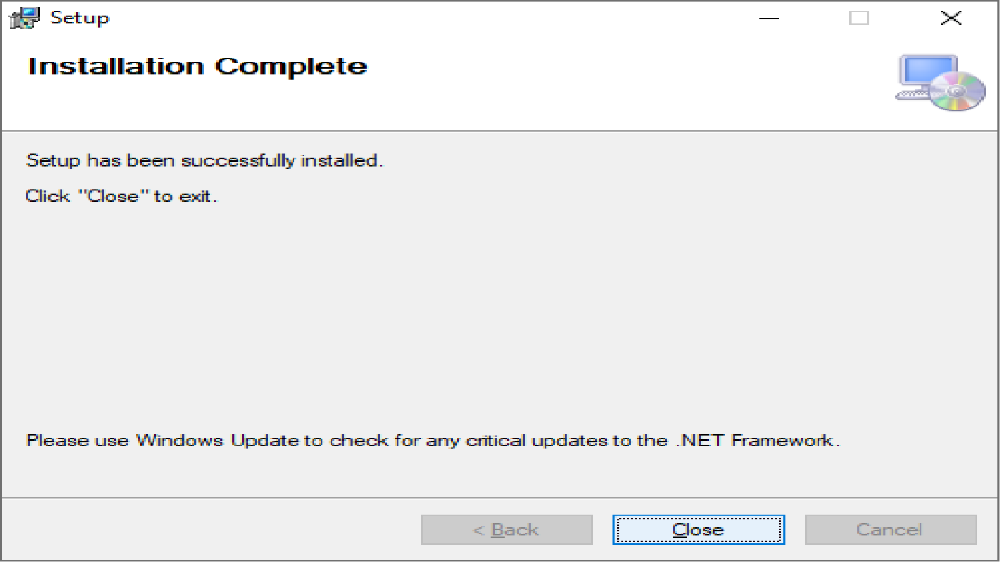 Setup
Installation Complete
Setup has been successfully installed.
Click "Close" to exit.
Please use Windows Update to check for any critical updates to the .NET Framework.
< Back
Close
Cancel